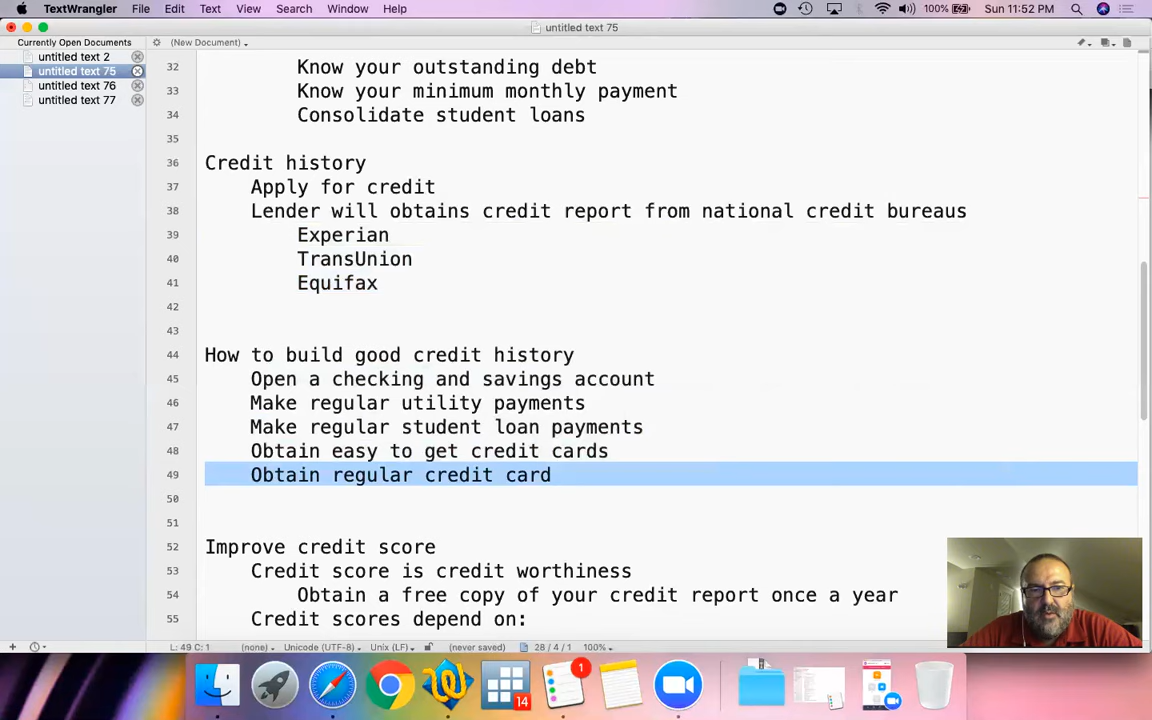 TextWrangler File Edit Text View Search Window Help 100% Sun 11:52 PM
untitled text 75
Currently Open Documents (New Document)
untitled text 2
untitled text 75
untitled text 76
untitled text 77
32 Know your outstanding debt
33 Know your minimum monthly payment
34 Consolidate student loans
35
36 Credit history
37 Apply for credit
38 Lender will obtains credit report from national credit bureaus
39 Experian
40 TransUnion
41 Equifax
42
43
44 How to build good credit history
45 Open a checking and savings account
46 Make regular utility payments
47 Make regular student loan payments
48 Obtain easy to get credit cards
49 Obtain regular credit card
50
51
52 Improve credit score
53 Credit score is credit worthiness
54 Obtain a free copy of your credit report once a year
55 Credit scores depend on:
L: 49 C: 1 (none) Unicode (UTF-8) Unix (LF) (never saved) 28 / 4 / 1 100%
1
14